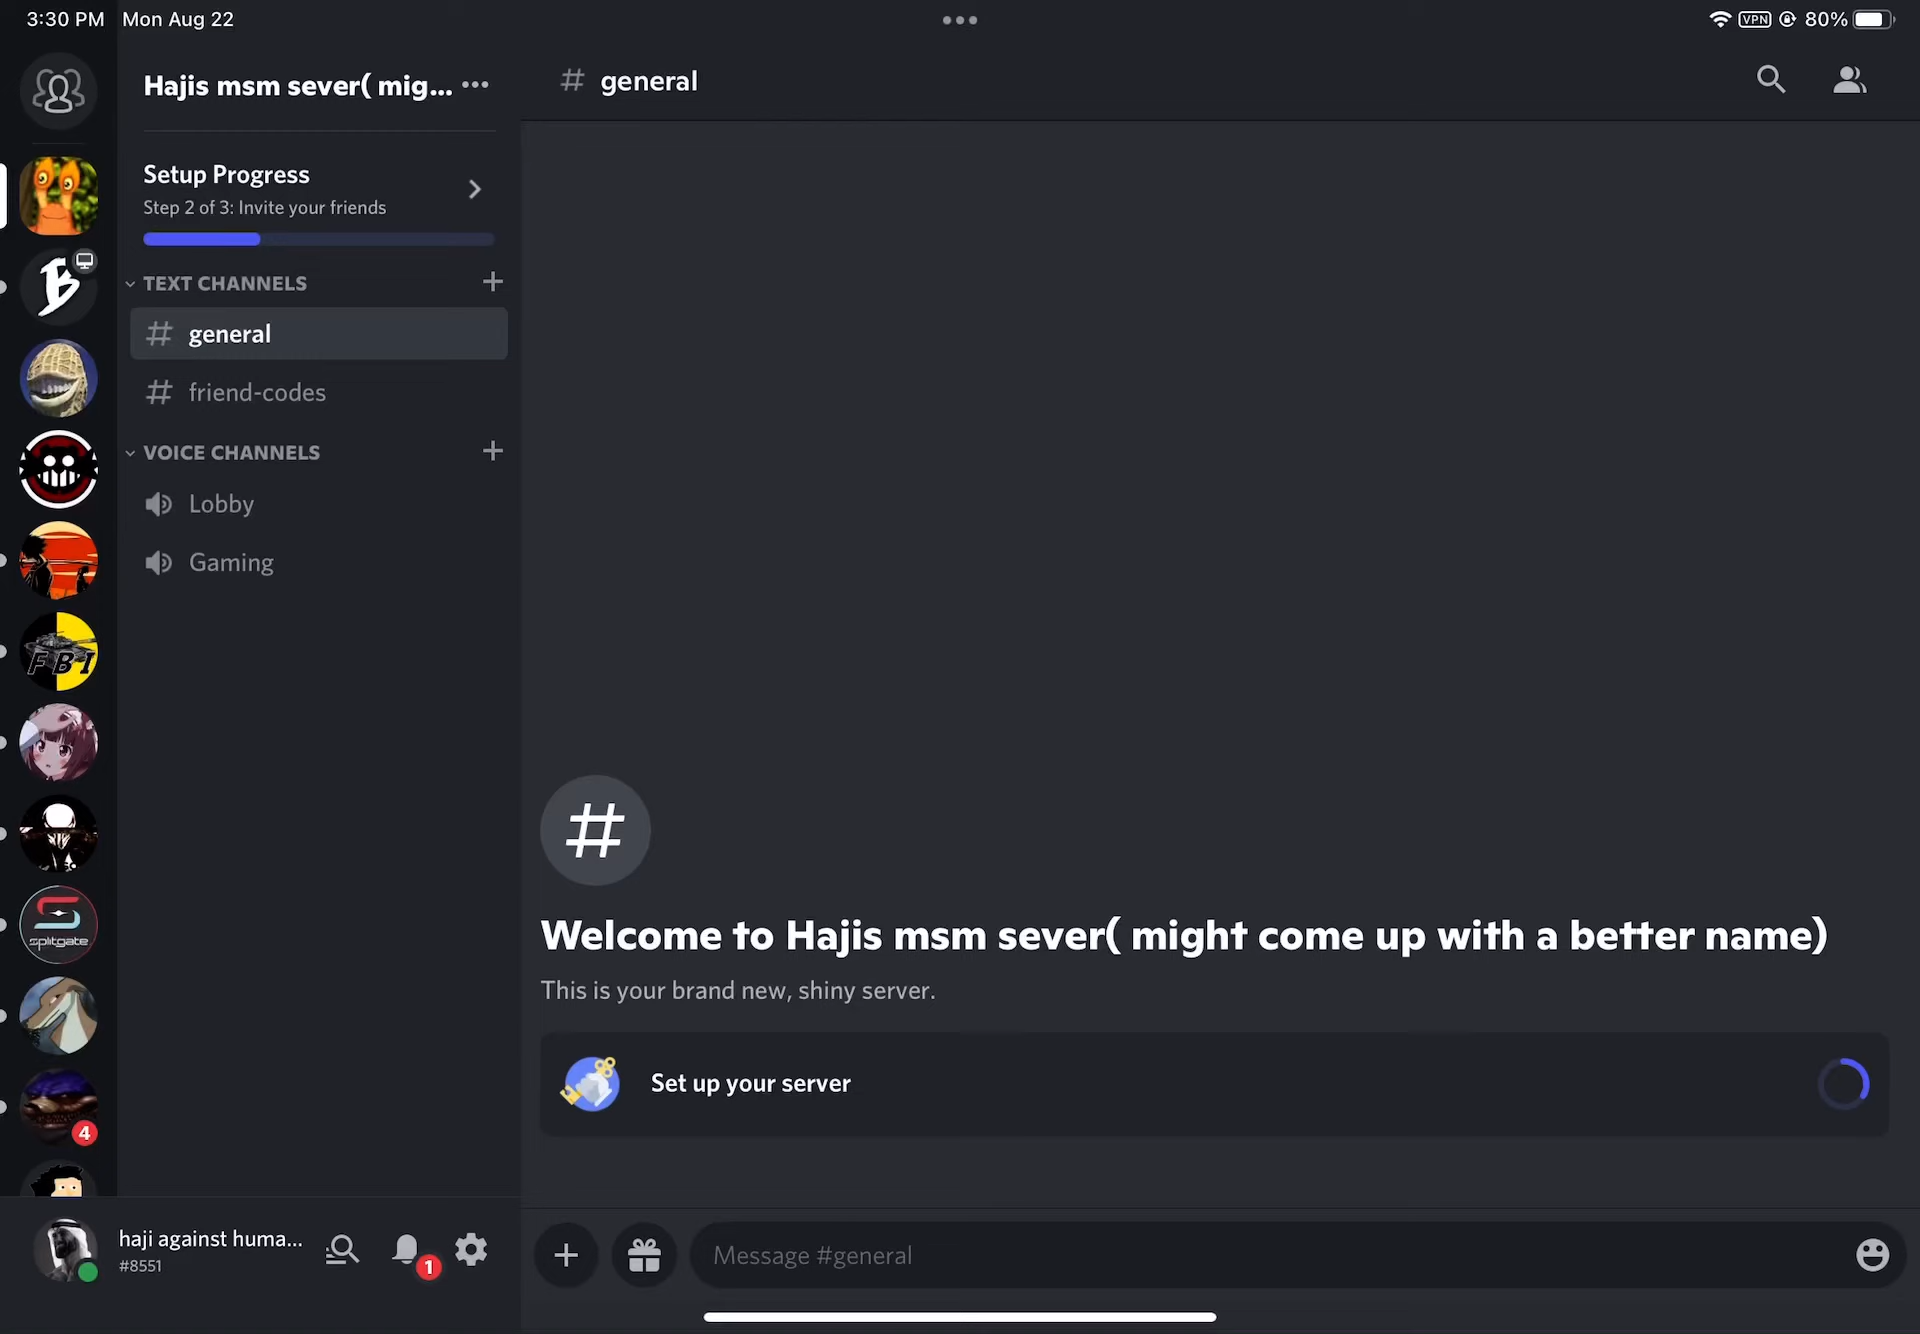 3:30 PM Mon Aug 22
VPN 80%
Hajis msm sever( mig...
Setup Progress
Step 2 of 3: Invite your friends
TEXT CHANNELS
# general
# friend-codes
VOICE CHANNELS
Lobby
Gaming
FBI
splitgate
4
haji against huma...
#8551
1
# general
#
Welcome to Hajis msm sever( might come up with a better name)
This is your brand new, shiny server.
Set up your server
Message #general